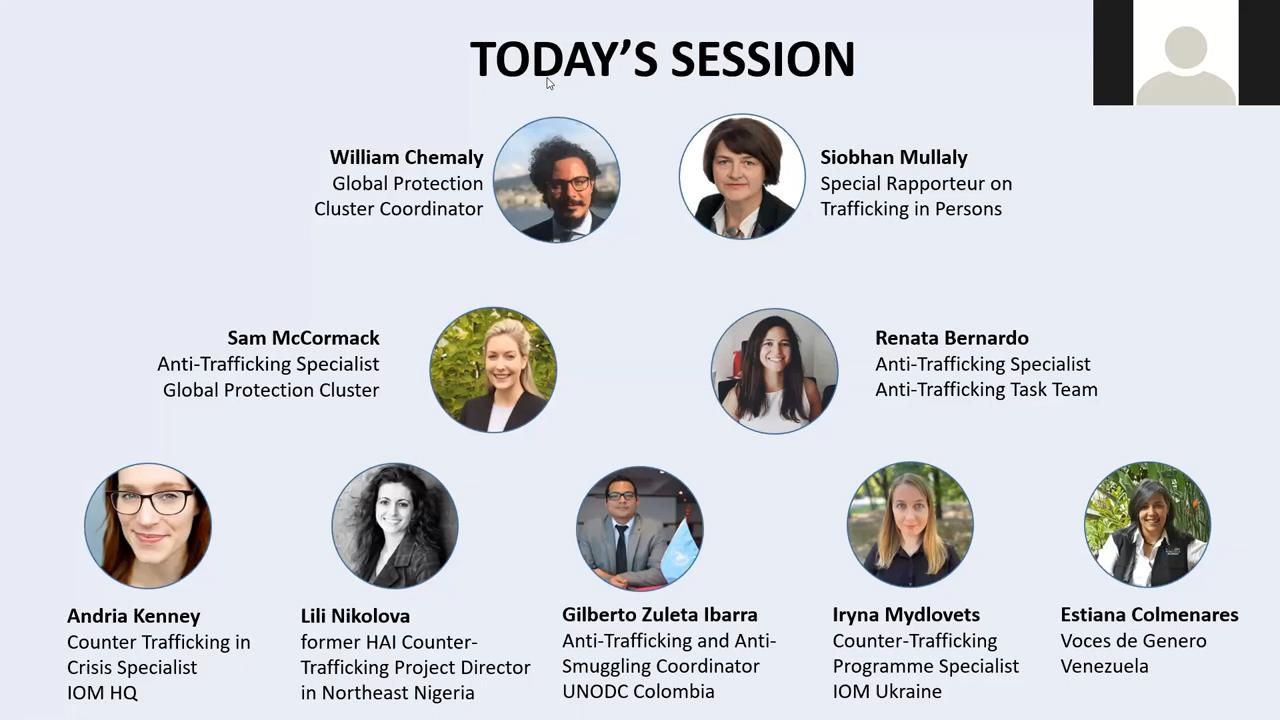 TODAY’S SESSION
William Chemaly
Global Protection
Cluster Coordinator
Siobhan Mullaly
Special Rapporteur on
Trafficking in Persons
Sam McCormack
Anti-Trafficking Specialist
Global Protection Cluster
Renata Bernardo
Anti-Trafficking Specialist
Anti-Trafficking Task Team
Andria Kenney
Counter Trafficking in
Crisis Specialist
IOM HQ
Lili Nikolova
former HAI Counter-
Trafficking Project Director
in Northeast Nigeria
Gilberto Zuleta Ibarra
Anti-Trafficking and Anti-
Smuggling Coordinator
UNODC Colombia
Iryna Mydlovets
Counter-Trafficking
Programme Specialist
IOM Ukraine
Estiana Colmenares
Voces de Genero
Venezuela